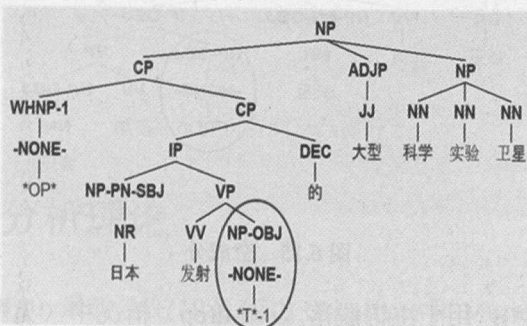 NP
CP ADJP NP
WHNP-1 CP JJ NN NN NN
-NONE- IP DEC 大型 科学 实验 卫星
*OP* NP-PN-SBJ VP 的
NR VV NP-OBJ
日本 发射 -NONE-
*T*-1